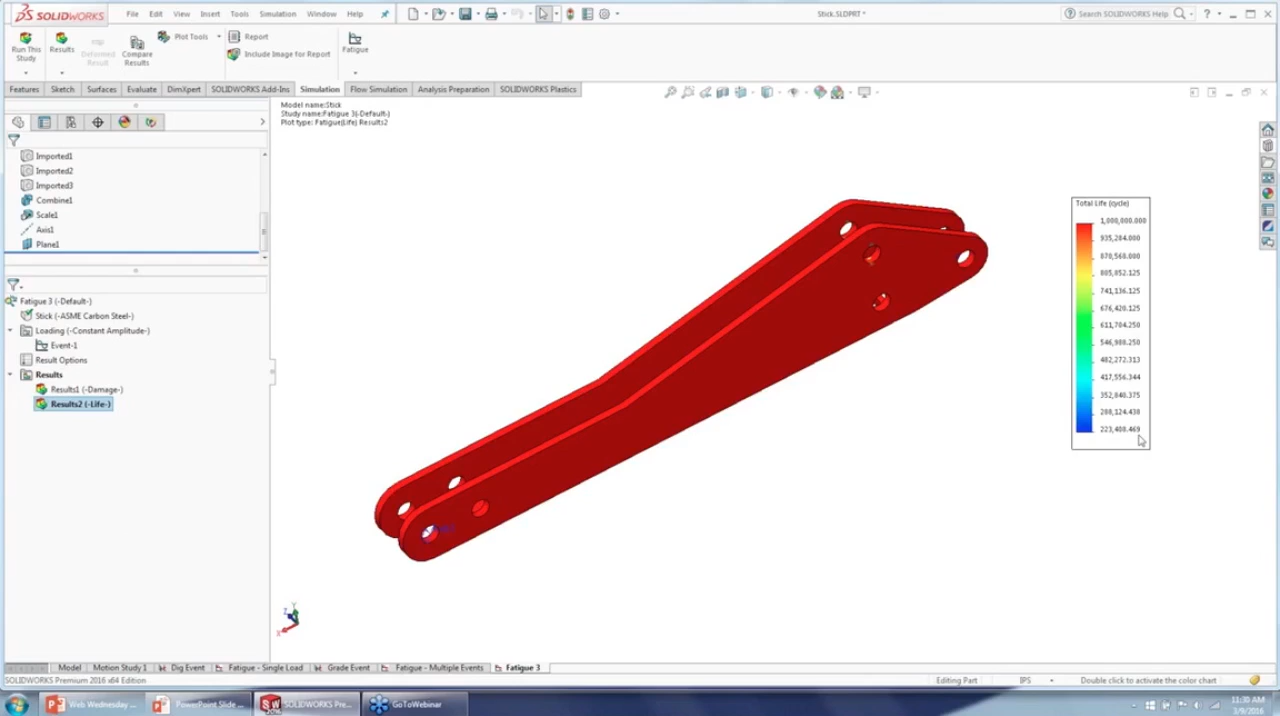 SOLIDWORKS
File Edit View Insert Tools Simulation Window Help
Stick.SLDPRT *
Search SOLIDWORKS Help
Run This Study
Results
Deformed Result
Compare Results
Plot Tools
Report
Include Image for Report
Fatigue
Features Sketch Surfaces Evaluate DimXpert SOLIDWORKS Add-Ins Simulation Flow Simulation Analysis Preparation SOLIDWORKS Plastics
Model name:Stick
Study name:Fatigue 3(-Default-)
Plot type: Fatigue(Life) Results2
Imported1
Imported2
Imported3
Combine1
Scale1
Axis1
Plane1
Fatigue 3 (-Default-)
Stick (-ASME Carbon Steel-)
Loading (-Constant Amplitude-)
Event-1
Result Options
Results
Results1 (-Damage-)
Results2 (-Life-)
Total Life (cycle)
1,000,000.000
935,284.000
870,568.000
805,852.125
741,136.125
676,420.125
611,704.250
546,988.250
482,272.313
417,556.344
352,840.375
288,124.438
223,408.469
Y
Z
X
Model Motion Study 1 Dig Event Fatigue - Single Load Grade Event Fatigue - Multiple Events Fatigue 3
SOLIDWORKS Premium 2016 x64 Edition
Editing Part
IPS
Double click to activate the color chart
Web Wednesday ...
PowerPoint Slide ...
SOLIDWORKS Pre...
GoToWebinar
11:30 AM
3/9/2016